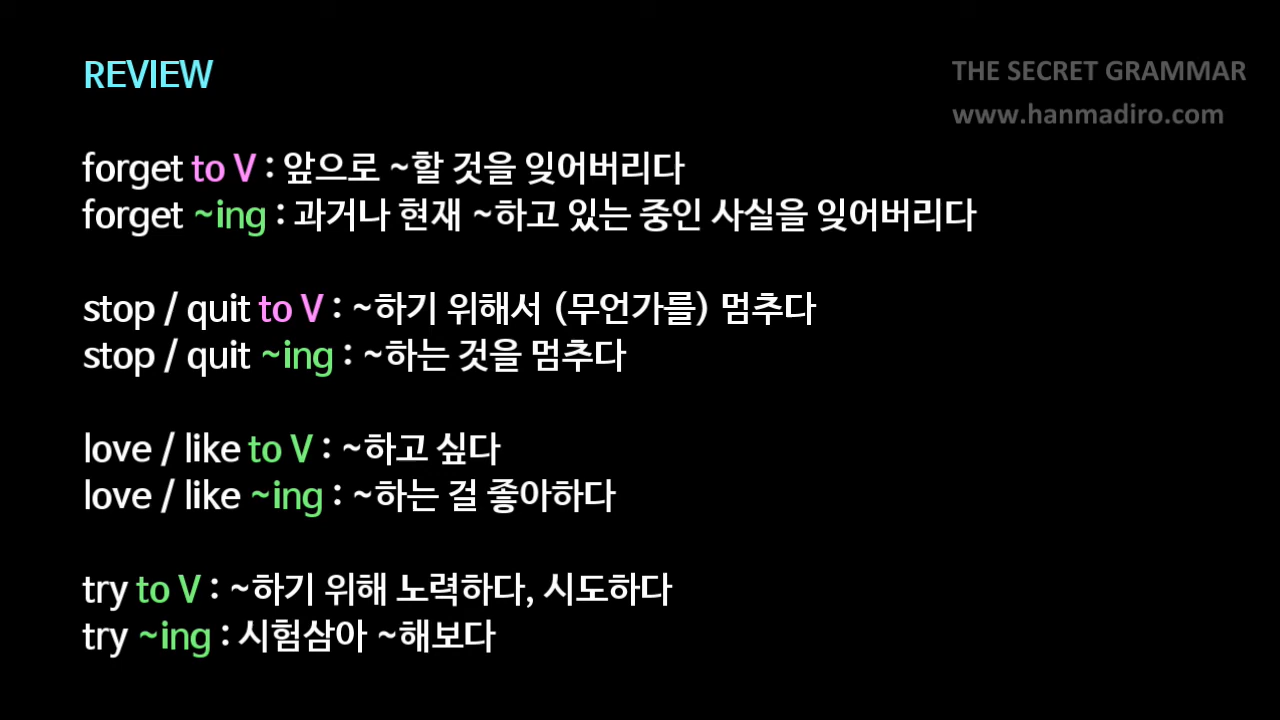 REVIEW
THE SECRET GRAMMAR
www.hanmadiro.com
forget to V : 앞으로 ~할 것을 잊어버리다
forget ~ing : 과거나 현재 ~하고 있는 중인 사실을 잊어버리다
stop / quit to V : ~하기 위해서 (무언가를) 멈추다
stop / quit ~ing : ~하는 것을 멈추다
love / like to V : ~하고 싶다
love / like ~ing : ~하는 걸 좋아하다
try to V : ~하기 위해 노력하다, 시도하다
try ~ing : 시험삼아 ~해보다